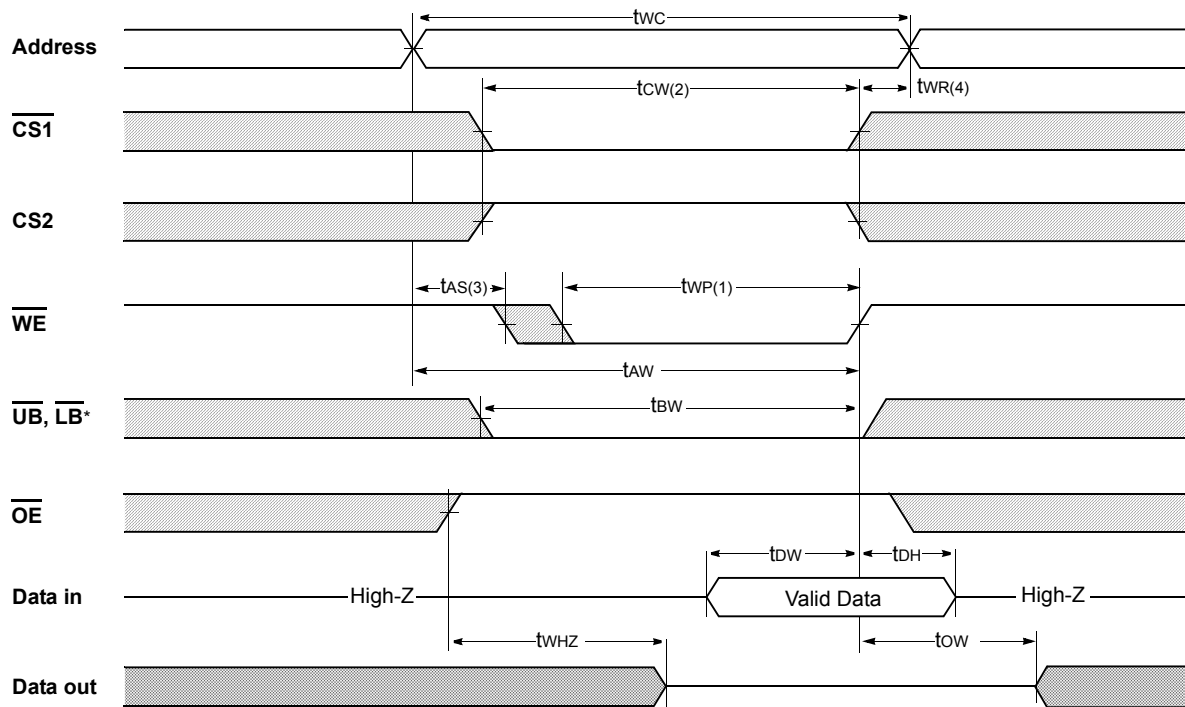 tWC
Address
tCW(2)
tWR(4)
CS1
CS2
tAS(3)
tWP(1)
WE
tAW
UB, LB*
tBW
OE
tDW
tDH
Data in
High-Z
Valid Data
High-Z
tWHZ
tOW
Data out